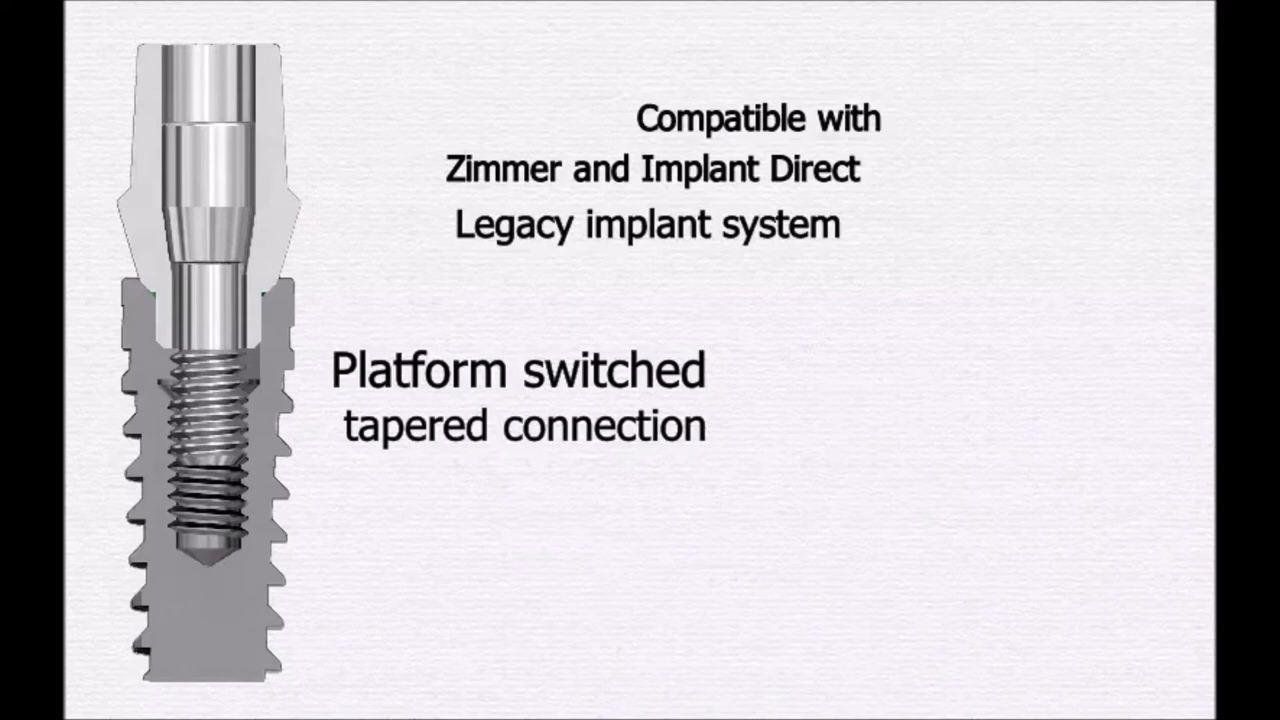 Compatible with
Zimmer and Implant Direct
Legacy implant system
Platform switched
tapered connection